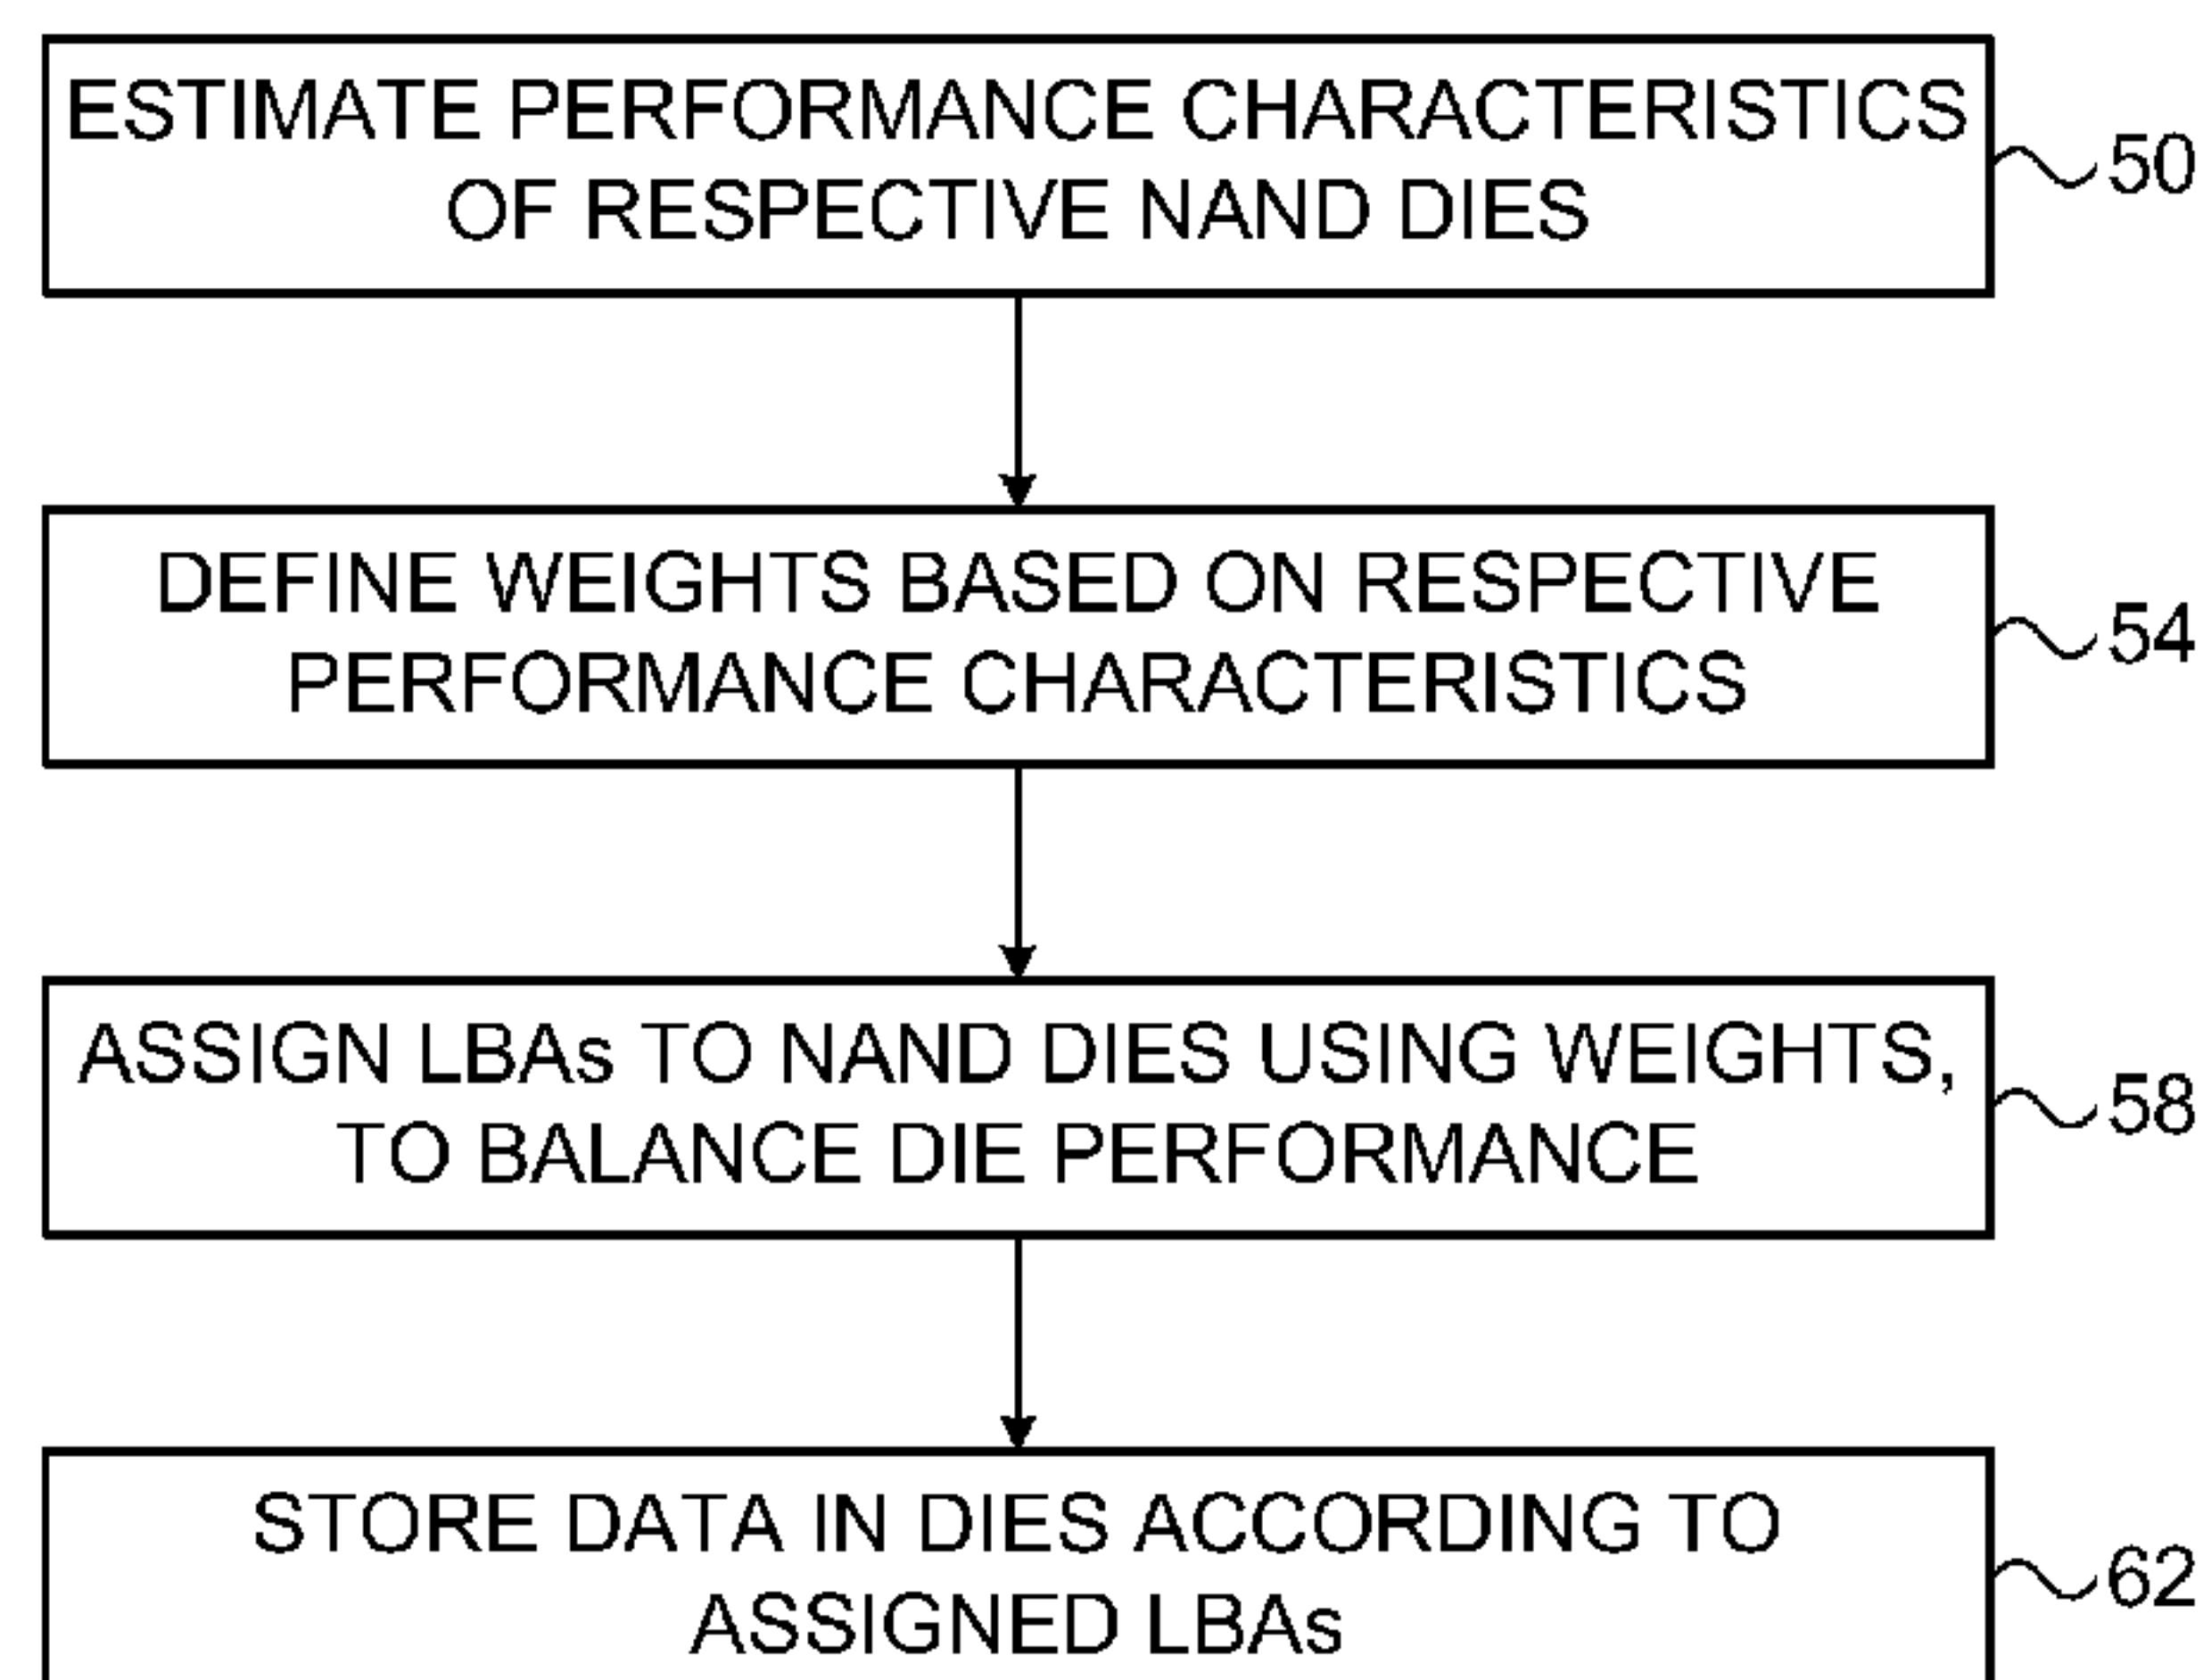 ESTIMATE PERFORMANCE CHARACTERISTICS
OF RESPECTIVE NAND DIES
50
DEFINE WEIGHTS BASED ON RESPECTIVE
PERFORMANCE CHARACTERISTICS
54
ASSIGN LBAs TO NAND DIES USING WEIGHTS,
TO BALANCE DIE PERFORMANCE
58
STORE DATA IN DIES ACCORDING TO
ASSIGNED LBAs
62